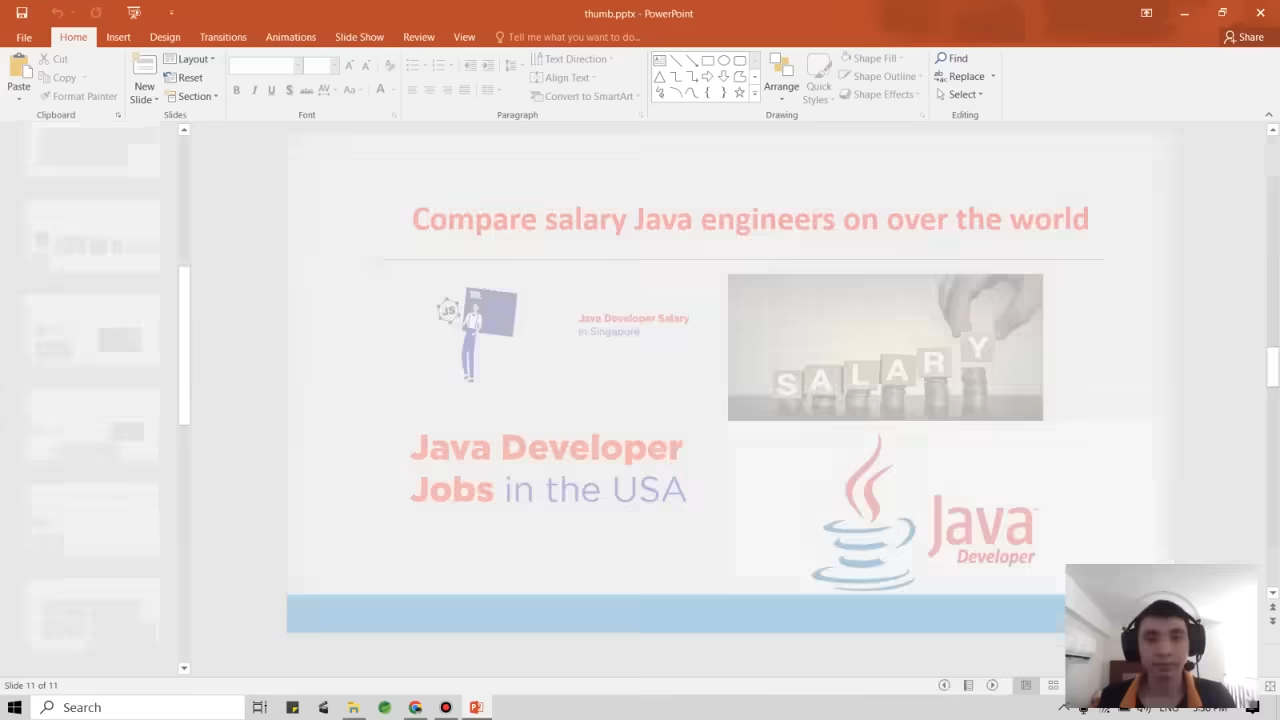 thumb.pptx - PowerPoint
File Home Insert Design Transitions Animations Slide Show Review View Tell me what you want to do... Share
Paste Cut Copy Format Painter
New Slide Layout Reset Section
B I U S abc AV Aa A
Text Direction Align Text Convert to SmartArt
Arrange Quick Styles Shape Fill Shape Outline Shape Effects
Find Replace Select
Clipboard Slides Font Paragraph Drawing Editing
Compare salary Java engineers on over the world
JS
Java Developer Salary
in Singapore
SALARY
Java Developer
Jobs in the USA
Java
Developer
Slide 11 of 11
Search
ENG